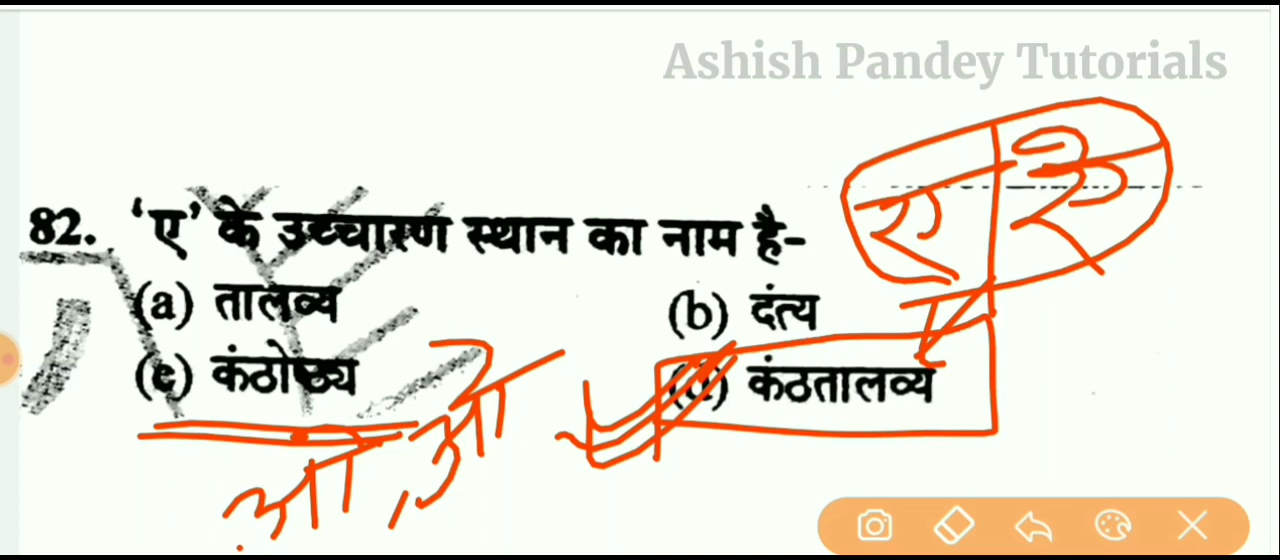 Ashish Pandey Tutorials
82. ‘ए’ के उच्चारण स्थान का नाम है-
(a) तालव्य
(b) दंत्य
(c) कंठोष्ठ्य
(d) कंठतालव्य